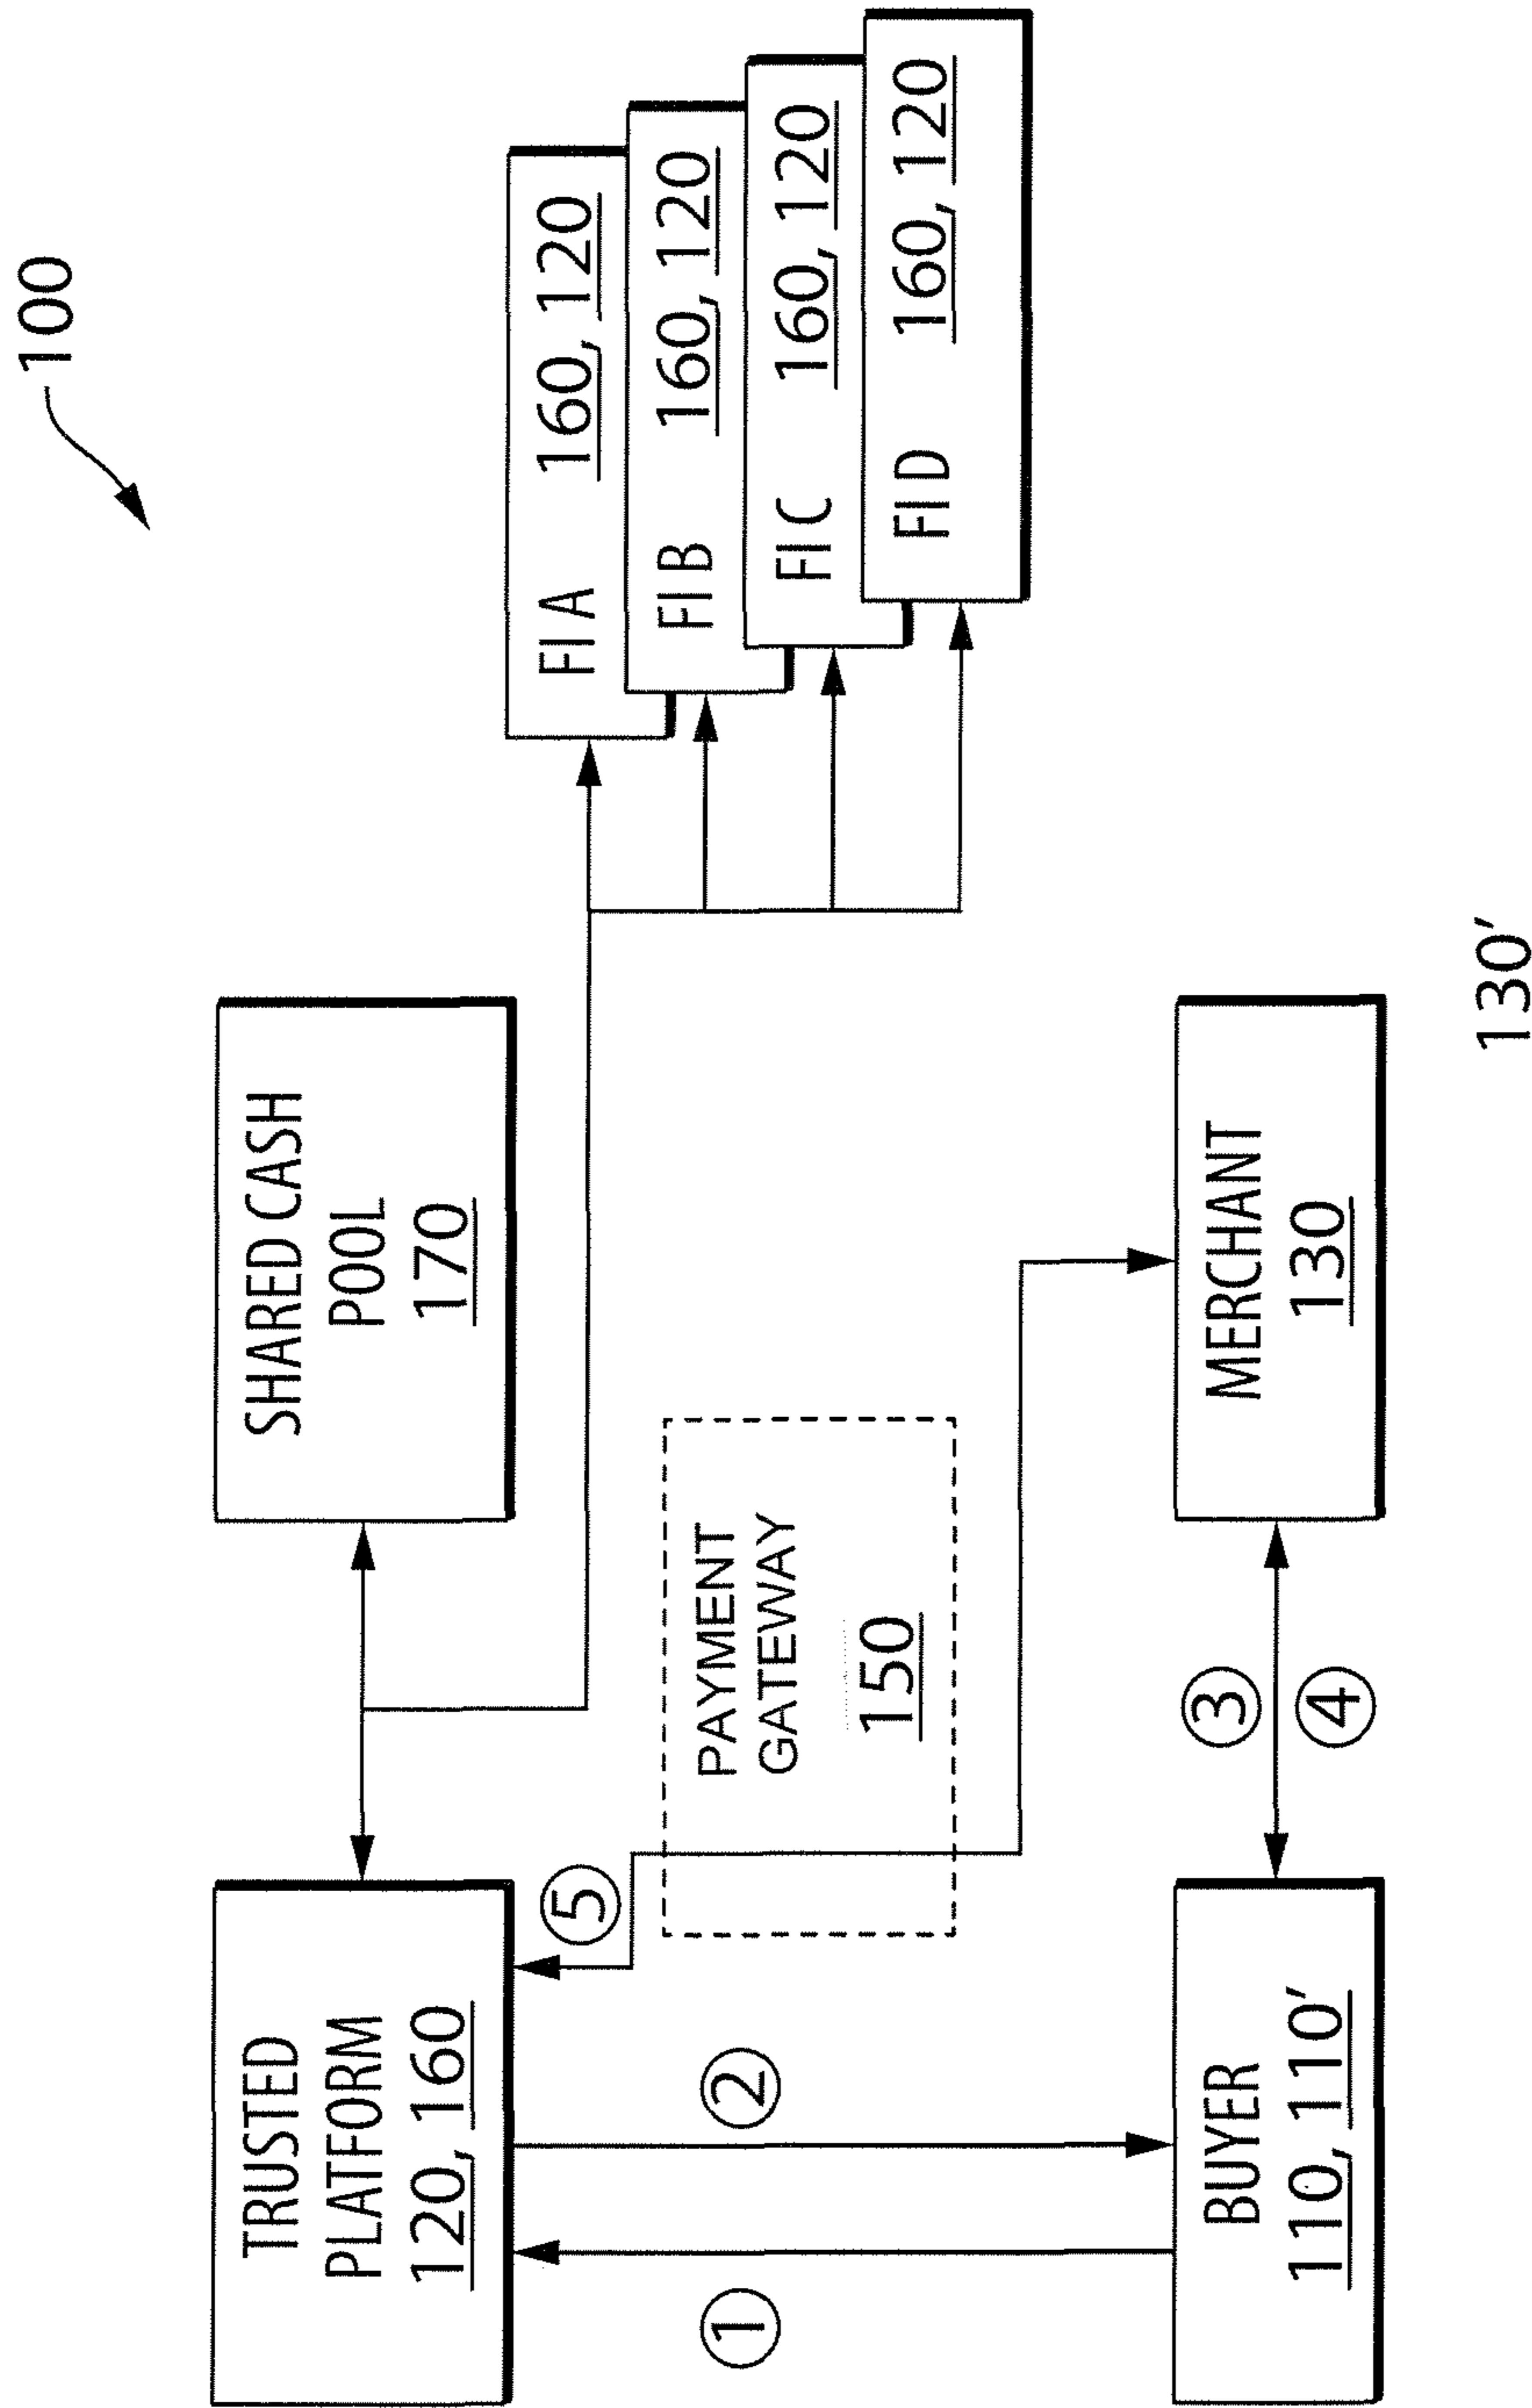 100
TRUSTED
PLATFORM
120, 160
SHARED CASH
POOL
170
FI A 160, 120
FI B 160, 120
FI C 160, 120
FI D 160, 120
5
1
2
PAYMENT
GATEWAY
150
BUYER
110, 110'
3
4
MERCHANT
130
130'